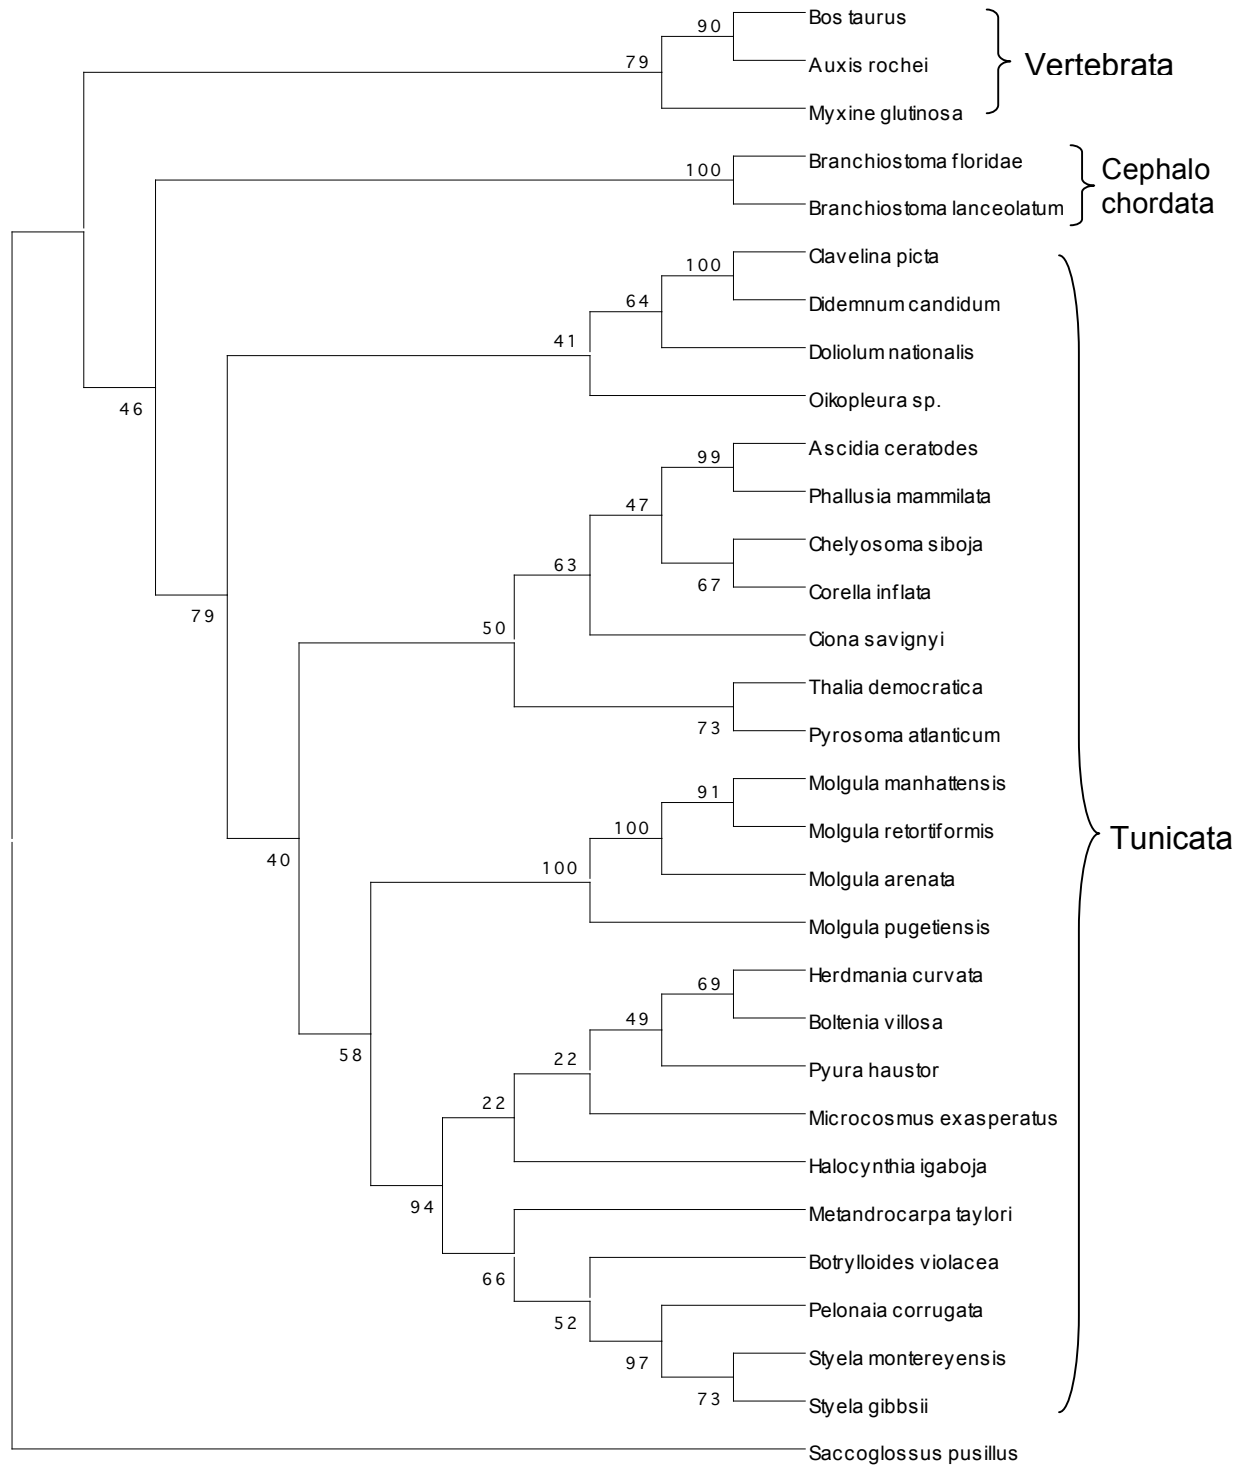 Bos taurus
90
Auxis rochei
79
Vertebrata
Myxine glutinosa
Branchiostoma floridae
100
Cephalo
chordata
Branchiostoma lanceolatum
Clavelina picta
100
Didemnum candidum
64
41
Doliolum nationalis
Oikopleura sp.
46
Ascidia ceratodes
99
Phallusia mammilata
47
Chelyosoma siboja
63
67
Corella inflata
79
50
Ciona savignyi
Thalia democratica
73
Pyrosoma atlanticum
Molgula manhattensis
91
Molgula retortiformis
100
Tunicata
40
100
Molgula arenata
Molgula pugetiensis
Herdmania curvata
69
Boltenia villosa
49
58
22
Pyura haustor
22
Microcosmus exasperatus
Halocynthia igaboja
94
Metandrocarpa taylori
66
Botrylloides violacea
52
Pelonaia corrugata
97
Styela montereyensis
73
Styela gibbsii
Saccoglossus pusillus